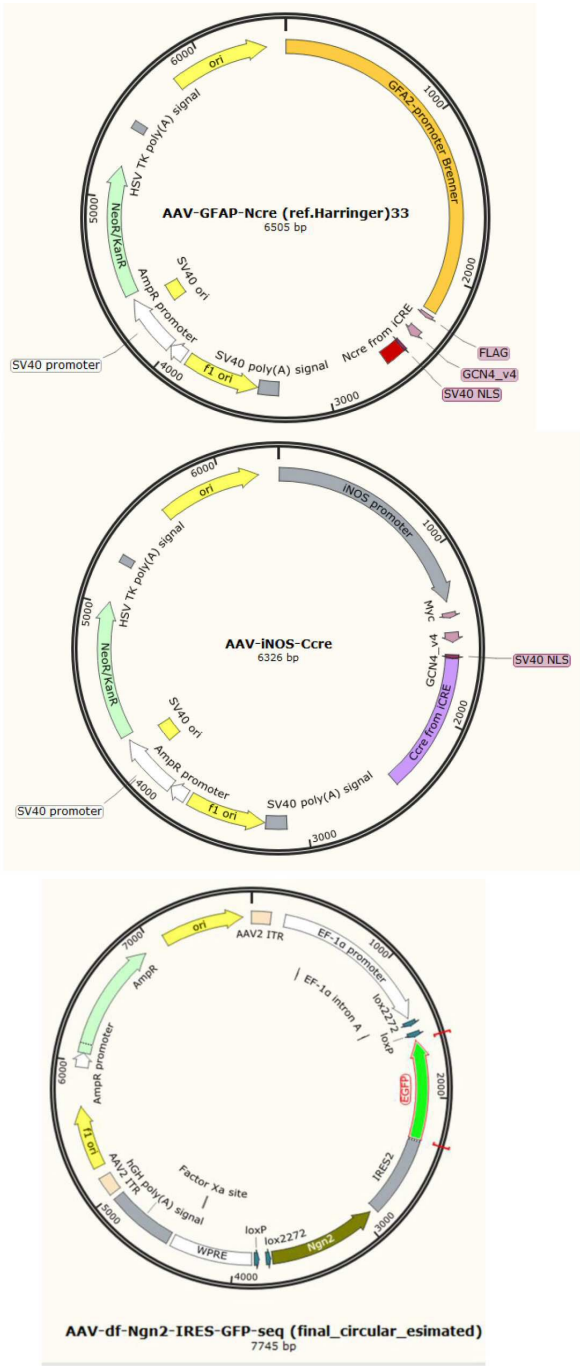 6000
ori
1000
GFA2-promoter Brenner
HSV TK poly(A) signal
5000
AAV-GFAP-Ncre (ref.Harringer)33
6505 bp
NeoR/KanR
2000
SV40 ori
AmpR promoter
Ncre from iCRE
FLAG
SV40 promoter
4000
f1 ori
SV40 poly(A) signal
GCN4_v4
SV40 NLS
3000
6000
ori
iNOS promoter
1000
HSV TK poly(A) signal
5000
Myc
AAV-iNOS-Ccre
6326 bp
GCN4_v4
SV40 NLS
NeoR/KanR
Ccre from iCRE
2000
SV40 ori
AmpR promoter
SV40 poly(A) signal
SV40 promoter
4000
f1 ori
3000
7000
ori
AAV2 ITR
EF-1α promoter
1000
AmpR
EF-1α intron A
lox2272
loxP
6000
AmpR promoter
EGFP
2000
f1 ori
AAV2 ITR
hGH poly(A) signal
Factor Xa site
IRES2
5000
loxP
lox2272
Ngn2
3000
WPRE
4000
AAV-df-Ngn2-IRES-GFP-seq (final_circular_esimated)
7745 bp